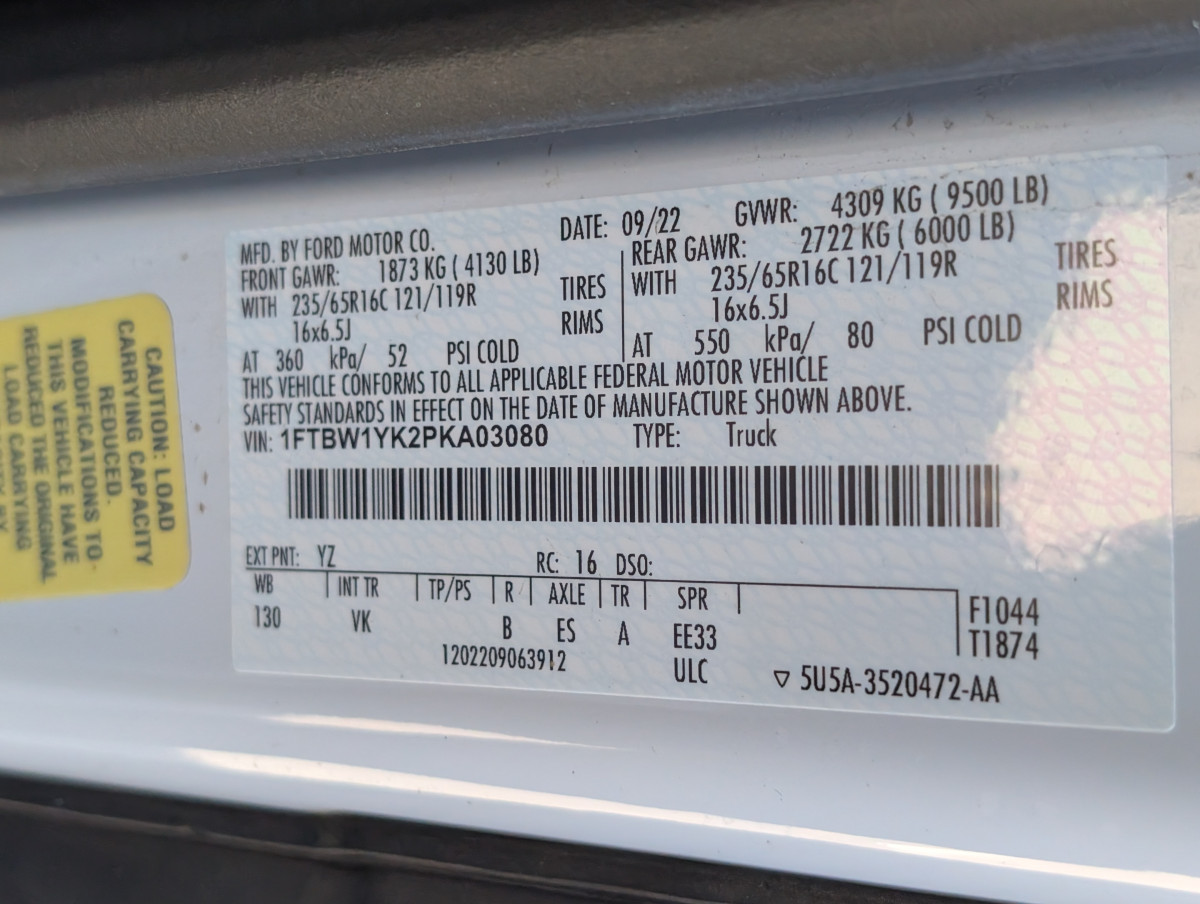 MFD. BY FORD MOTOR CO. DATE: 09/22 GVWR: 4309 KG ( 9500 LB)
FRONT GAWR: 1873 KG ( 4130 LB) REAR GAWR: 2722 KG ( 6000 LB)
WITH 235/65R16C 121/119R TIRES WITH 235/65R16C 121/119R TIRES
16x6.5J RIMS 16x6.5J RIMS
AT 360 kPa/ 52 PSI COLD AT 550 kPa/ 80 PSI COLD
THIS VEHICLE CONFORMS TO ALL APPLICABLE FEDERAL MOTOR VEHICLE
SAFETY STANDARDS IN EFFECT ON THE DATE OF MANUFACTURE SHOWN ABOVE.
VIN: 1FTBW1YK2PKA03080 TYPE: Truck
EXT PNT: YZ RC: 16 DSO:
WB INT TR TP/PS R AXLE TR SPR
130 VK B ES A EE33
F1044
T1874
1202209063912 ULC ▽ 5U5A-3520472-AA
CAUTION: LOAD
CARRYING CAPACITY
REDUCED.
MODIFICATIONS TO
THIS VEHICLE HAVE
REDUCED THE ORIGINAL
LOAD CARRYING